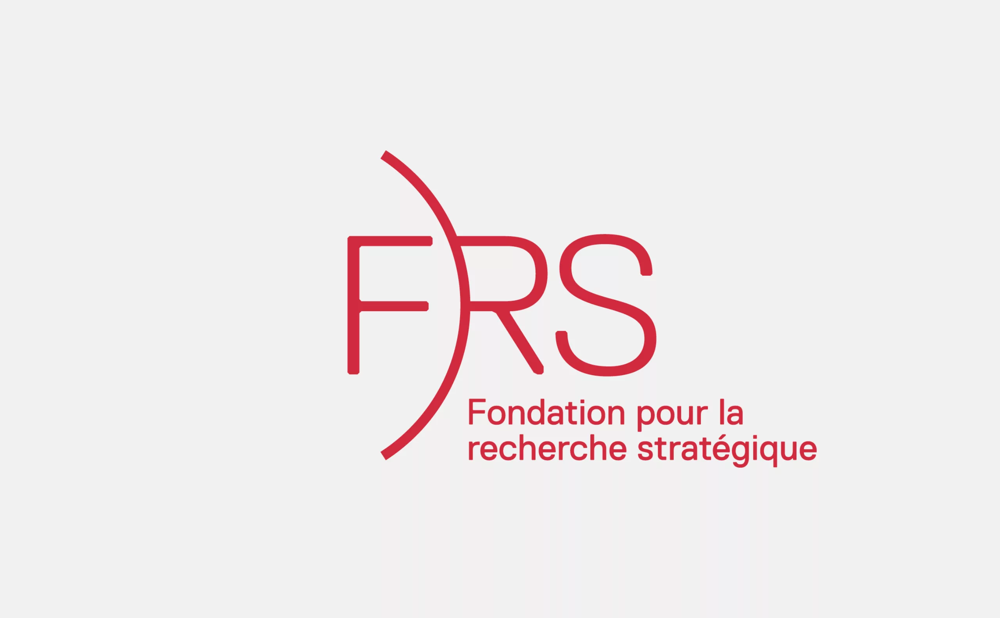 FRS
Fondation pour la
recherche stratégique